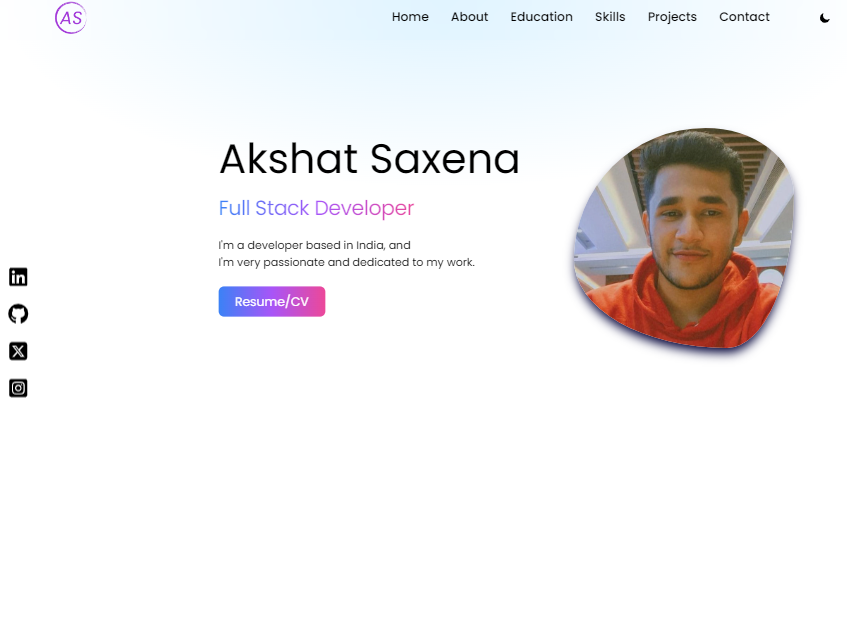 AS
Home About Education Skills Projects Contact
Akshat Saxena
Full Stack Developer
I'm a developer based in India, and
I'm very passionate and dedicated to my work.
Resume/CV